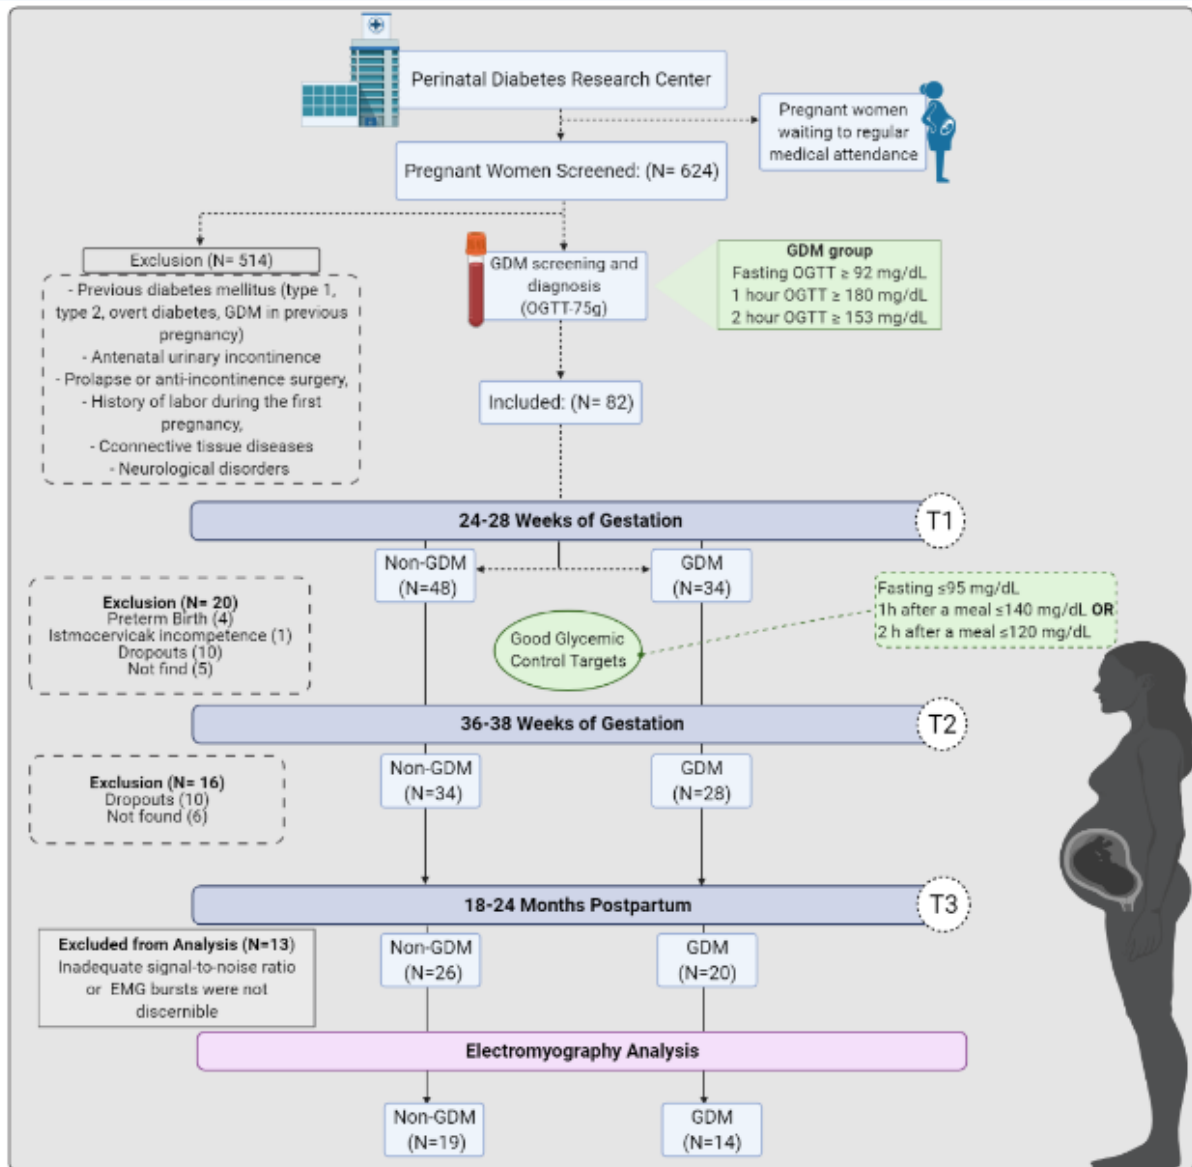 Perinatal Diabetes Research Center
Pregnant women
waiting to regular
medical attendance
Pregnant Women Screened: (N= 624)
Exclusion (N= 514)
- Previous diabetes mellitus (type 1,
type 2, overt diabetes, GDM in previous
pregnancy)
- Antenatal urinary incontinence
- Prolapse or anti-incontinence surgery,
- History of labor during the first
pregnancy,
- Cconnective tissue diseases
- Neurological disorders
GDM screening and
diagnosis
(OGTT-75g)
GDM group
Fasting OGTT ≥ 92 mg/dL
1 hour OGTT ≥ 180 mg/dL
2 hour OGTT ≥ 153 mg/dL
Included: (N= 82)
24-28 Weeks of Gestation
T1
Non-GDM
(N=48)
GDM
(N=34)
Exclusion (N= 20)
Preterm Birth (4)
Istmocervicak incompetence (1)
Dropouts (10)
Not find (5)
Good Glycemic
Control Targets
Fasting ≤95 mg/dL
1h after a meal ≤140 mg/dL OR
2 h after a meal ≤120 mg/dL
36-38 Weeks of Gestation
T2
Non-GDM
(N=34)
GDM
(N=28)
Exclusion (N= 16)
Dropouts (10)
Not found (6)
18-24 Months Postpartum
T3
Non-GDM
(N=26)
GDM
(N=20)
Excluded from Analysis (N=13)
Inadequate signal-to-noise ratio
or EMG bursts were not
discernible
Electromyography Analysis
Non-GDM
(N=19)
GDM
(N=14)